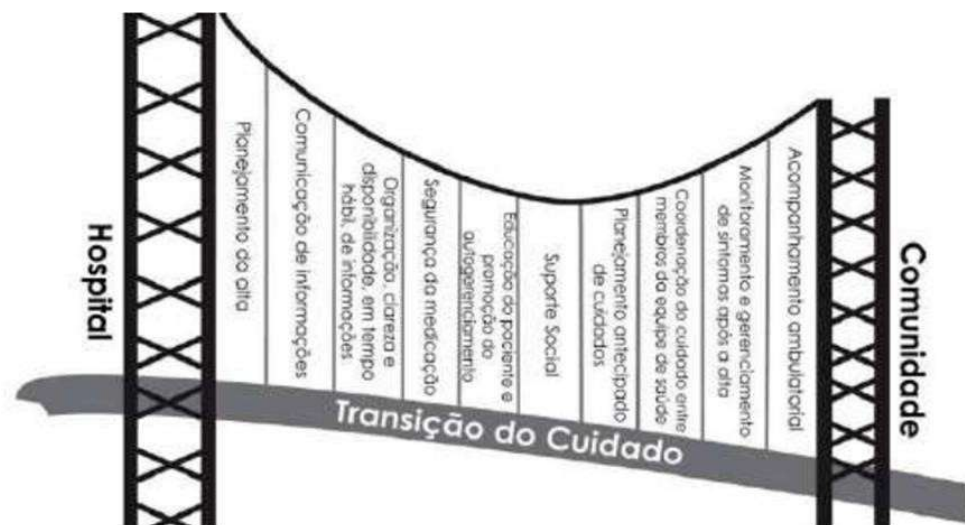 Hospital
Planejamento da alta
Comunicação de informações
Organização, clareza e
disponibilidade, em tempo
hábil, de informações
Segurança da medicação
Educação do paciente e
promoção do
autogerenciamento
Suporte Social
Planejamento antecipado
de cuidados
Coordenação do cuidado entre
membros da equipe de saúde
Monitoramento e gerenciamento
de sintomas após a alta
Acompanhamento ambulatorial
Comunidade
Transição do Cuidado